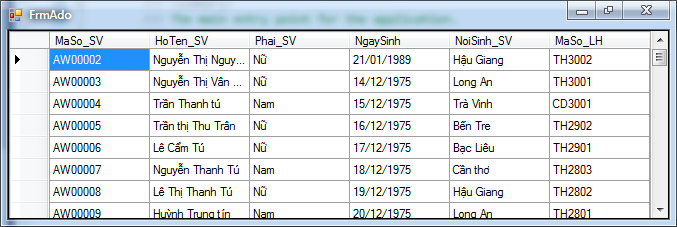 /// The main entry point for the application.
FrmAdo
MaSo_SV HoTen_SV Phai_SV NgaySinh NoiSinh_SV MaSo_LH
AW00002 Nguyễn Thị Nguy... Nữ 21/01/1989 Hậu Giang TH3002
AW00003 Nguyễn Thị Vân ... Nữ 14/12/1975 Long An TH3001
AW00004 Trần Thanh tú Nam 15/12/1975 Trà Vinh CD3001
AW00005 Trần thị Thu Trân Nữ 16/12/1975 Bến Tre TH2902
AW00006 Lê Cẩm Tú Nữ 17/12/1975 Bạc Liêu TH2901
AW00007 Nguyễn Thanh Tú Nam 18/12/1975 Cần thơ TH2803
AW00008 Lê Thị Thanh Tú Nữ 19/12/1975 Hậu Giang TH2802
AW00009 Huỳnh Trung tín Nam 20/12/1975 Long An TH2801